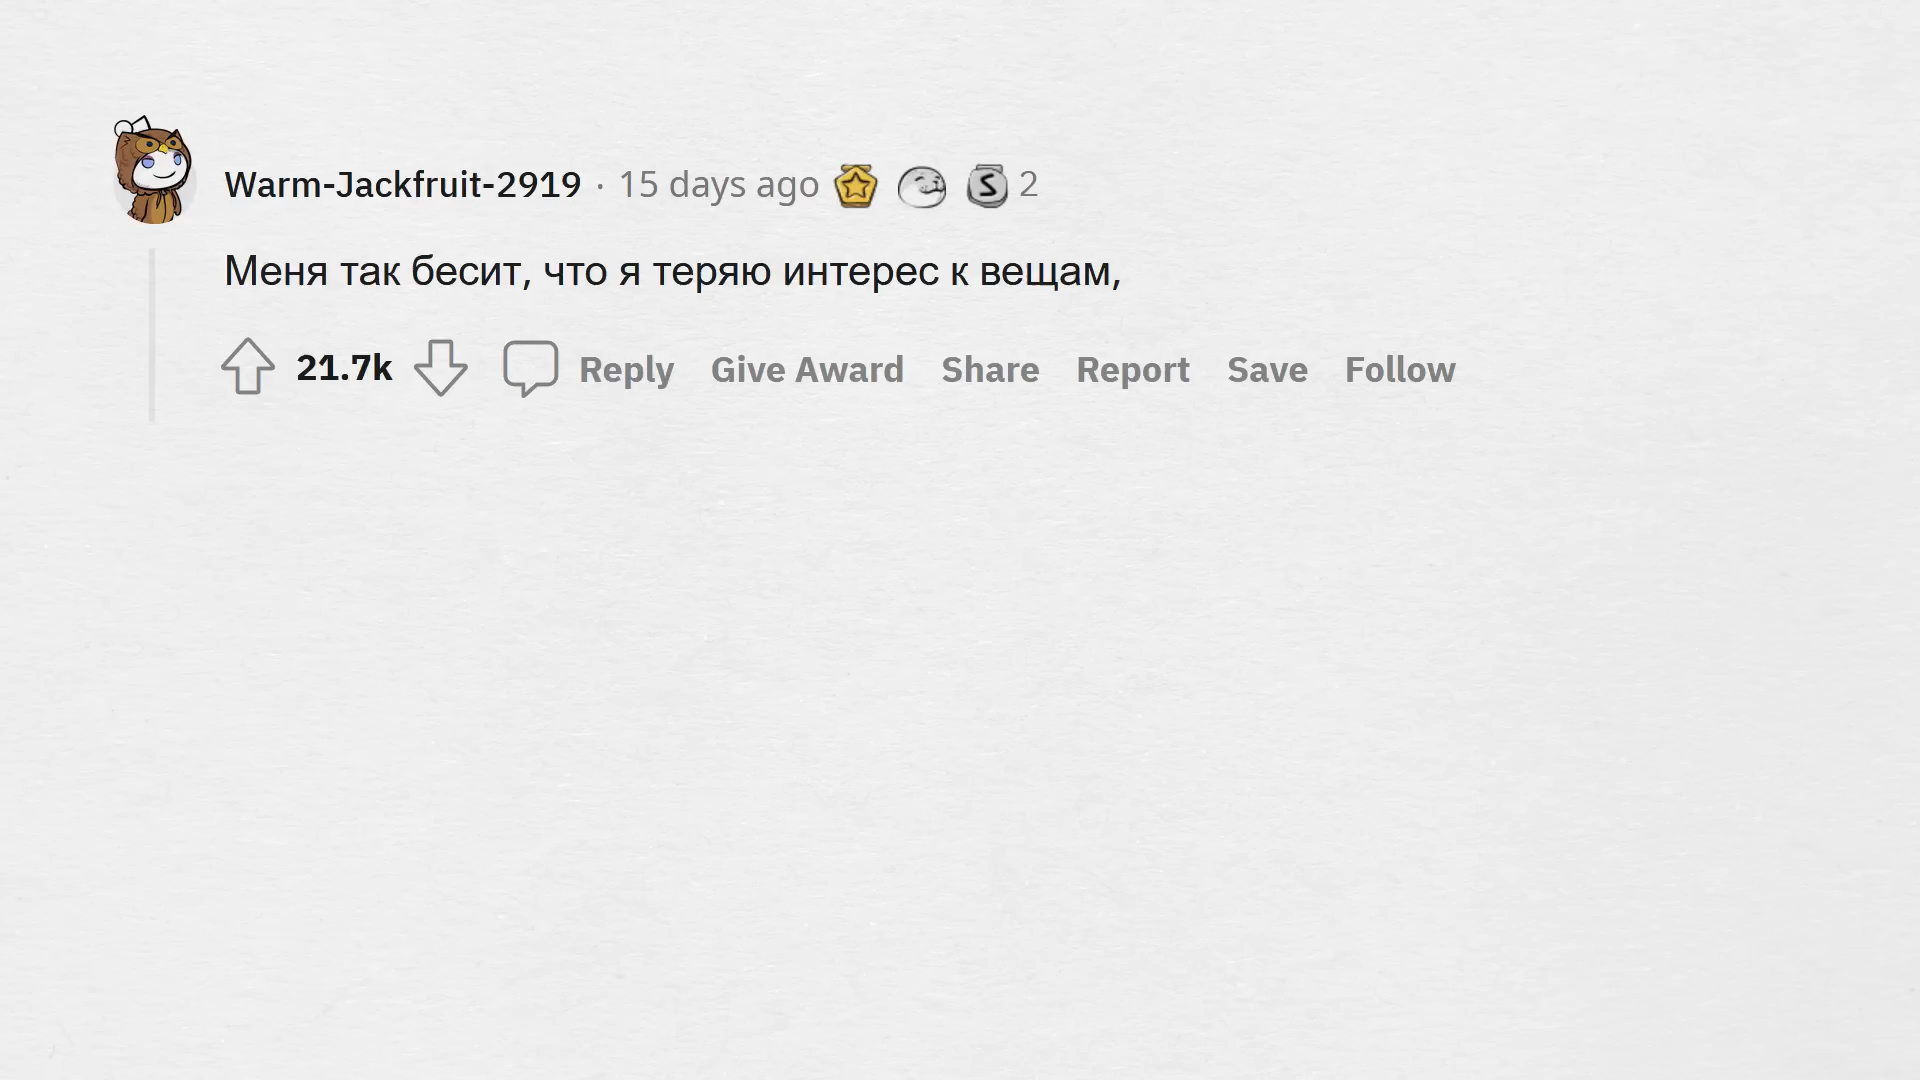 Warm-Jackfruit-2919 · 15 days ago 2
Меня так бесит, что я теряю интерес к вещам,
21.7k Reply Give Award Share Report Save Follow